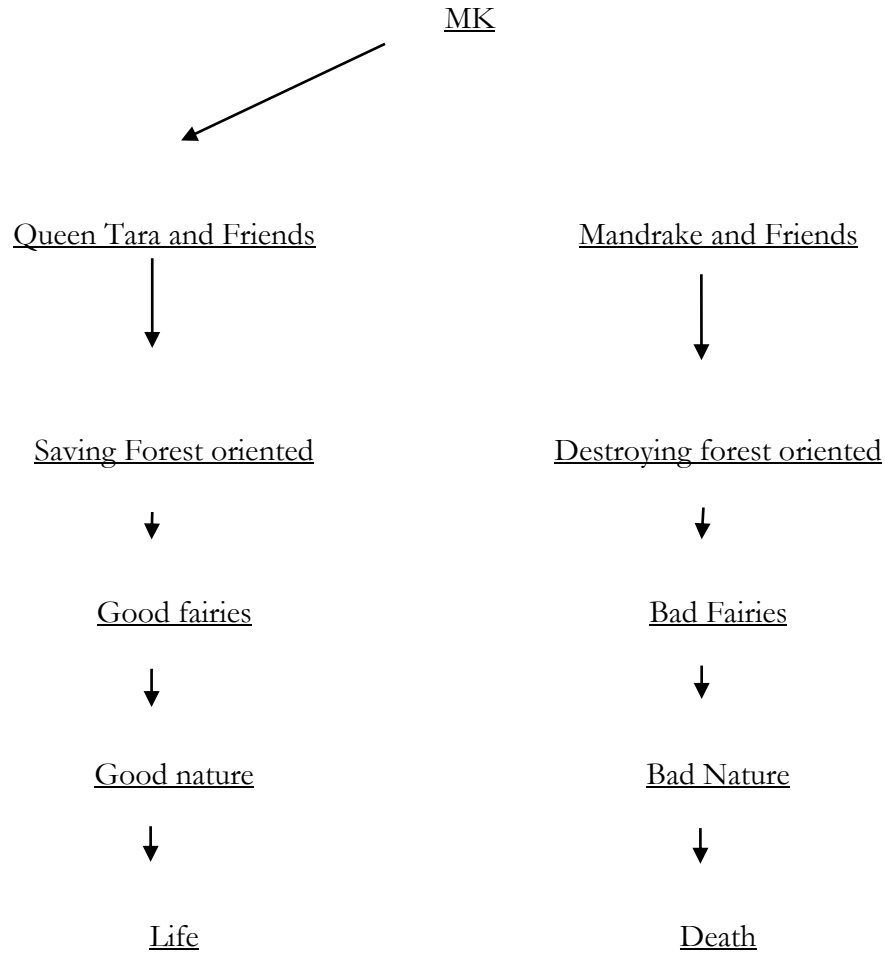 MK
Queen Tara and Friends
Mandrake and Friends
Saving Forest oriented
Destroying forest oriented
Good fairies
Bad Fairies
Good nature
Bad Nature
Life
Death